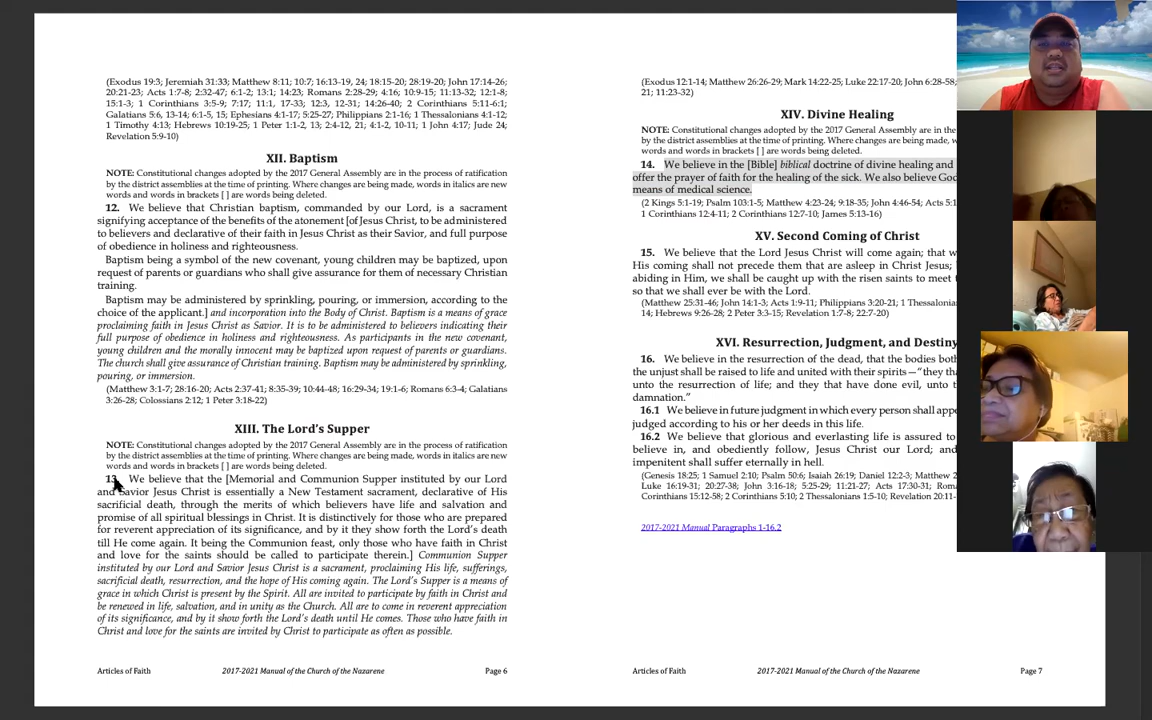 (Exodus 19:3; Jeremiah 31:33; Matthew 8:11; 10:7; 16:13-19, 24; 18:15-20; 28:19-20; John 17:14-26;
20:21-23; Acts 1:7-8; 2:32-47; 6:1-2; 13:1; 14:23; Romans 2:28-29; 4:16; 10:9-15; 11:13-32; 12:1-8;
15:1-3; 1 Corinthians 3:5-9; 7:17; 11:1, 17-33; 12:3, 12-31; 14:26-40; 2 Corinthians 5:11-6:1;
Galatians 5:6, 13-14; 6:1-5, 15; Ephesians 4:1-17; 5:25-27; Philippians 2:1-16; 1 Thessalonians 4:1-12;
1 Timothy 4:13; Hebrews 10:19-25; 1 Peter 1:1-2, 13; 2:4-12, 21; 4:1-2, 10-11; 1 John 4:17; Jude 24;
Revelation 5:9-10)
XII. Baptism
NOTE: Constitutional changes adopted by the 2017 General Assembly are in the process of ratification
by the district assemblies at the time of printing. Where changes are being made, words in italics are new
words and words in brackets [ ] are words being deleted.
12. We believe that Christian baptism, commanded by our Lord, is a sacrament
signifying acceptance of the benefits of the atonement [of Jesus Christ, to be administered
to believers and declarative of their faith in Jesus Christ as their Savior, and full purpose
of obedience in holiness and righteousness.
Baptism being a symbol of the new covenant, young children may be baptized, upon
request of parents or guardians who shall give assurance for them of necessary Christian
training.
Baptism may be administered by sprinkling, pouring, or immersion, according to the
choice of the applicant.] and incorporation into the Body of Christ. Baptism is a means of grace
proclaiming faith in Jesus Christ as Savior. It is to be administered to believers indicating their
full purpose of obedience in holiness and righteousness. As participants in the new covenant,
young children and the morally innocent may be baptized upon request of parents or guardians.
The church shall give assurance of Christian training. Baptism may be administered by sprinkling,
pouring, or immersion.
(Matthew 3:1-7; 28:16-20; Acts 2:37-41; 8:35-39; 10:44-48; 16:29-34; 19:1-6; Romans 6:3-4; Galatians
3:26-28; Colossians 2:12; 1 Peter 3:18-22)
XIII. The Lord's Supper
NOTE: Constitutional changes adopted by the 2017 General Assembly are in the process of ratification
by the district assemblies at the time of printing. Where changes are being made, words in italics are new
words and words in brackets [ ] are words being deleted.
13. We believe that the [Memorial and Communion Supper instituted by our Lord
and Savior Jesus Christ is essentially a New Testament sacrament, declarative of His
sacrificial death, through the merits of which believers have life and salvation and
promise of all spiritual blessings in Christ. It is distinctively for those who are prepared
for reverent appreciation of its significance, and by it they show forth the Lord's death
till He come again. It being the Communion feast, only those who have faith in Christ
and love for the saints should be called to participate therein.] Communion Supper
instituted by our Lord and Savior Jesus Christ is a sacrament, proclaiming His life, sufferings,
sacrificial death, resurrection, and the hope of His coming again. The Lord's Supper is a means of
grace in which Christ is present by the Spirit. All are invited to participate by faith in Christ and
be renewed in life, salvation, and in unity as the Church. All are to come in reverent appreciation
of its significance, and by it show forth the Lord's death until He comes. Those who have faith in
Christ and love for the saints are invited by Christ to participate as often as possible.
Articles of Faith 2017-2021 Manual of the Church of the Nazarene Page 6
(Exodus 12:1-14; Matthew 26:26-29; Mark 14:22-25; Luke 22:17-20; John 6:28-58;
21; 11:23-32)
XIV. Divine Healing
NOTE: Constitutional changes adopted by the 2017 General Assembly are in the
by the district assemblies at the time of printing. Where changes are being made, w
words and words in brackets [ ] are words being deleted.
14. We believe in the [Bible] biblical doctrine of divine healing and
offer the prayer of faith for the healing of the sick. We also believe God
means of medical science.
(2 Kings 5:1-19; Psalm 103:1-5; Matthew 4:23-24; 9:18-35; John 4:46-54; Acts 5:1
1 Corinthians 12:4-11; 2 Corinthians 12:7-10; James 5:13-16)
XV. Second Coming of Christ
15. We believe that the Lord Jesus Christ will come again; that w
His coming shall not precede them that are asleep in Christ Jesus;
abiding in Him, we shall be caught up with the risen saints to meet t
so that we shall ever be with the Lord.
(Matthew 25:31-46; John 14:1-3; Acts 1:9-11; Philippians 3:20-21; 1 Thessalonia
14; Hebrews 9:26-28; 2 Peter 3:3-15; Revelation 1:7-8; 22:7-20)
XVI. Resurrection, Judgment, and Destiny
16. We believe in the resurrection of the dead, that the bodies both
the unjust shall be raised to life and united with their spirits—"they tha
unto the resurrection of life; and they that have done evil, unto t
damnation."
16.1 We believe in future judgment in which every person shall appe
judged according to his or her deeds in this life.
16.2 We believe that glorious and everlasting life is assured to
believe in, and obediently follow, Jesus Christ our Lord; and
impenitent shall suffer eternally in hell.
(Genesis 18:25; 1 Samuel 2:10; Psalm 50:6; Isaiah 26:19; Daniel 12:2-3; Matthew 2
Luke 16:19-31; 20:27-38; John 3:16-18; 5:25-29; 11:21-27; Acts 17:30-31; Roma
Corinthians 15:12-58; 2 Corinthians 5:10; 2 Thessalonians 1:5-10; Revelation 20:11-
2017-2021 Manual Paragraphs 1-16.2
Articles of Faith 2017-2021 Manual of the Church of the Nazarene Page 7